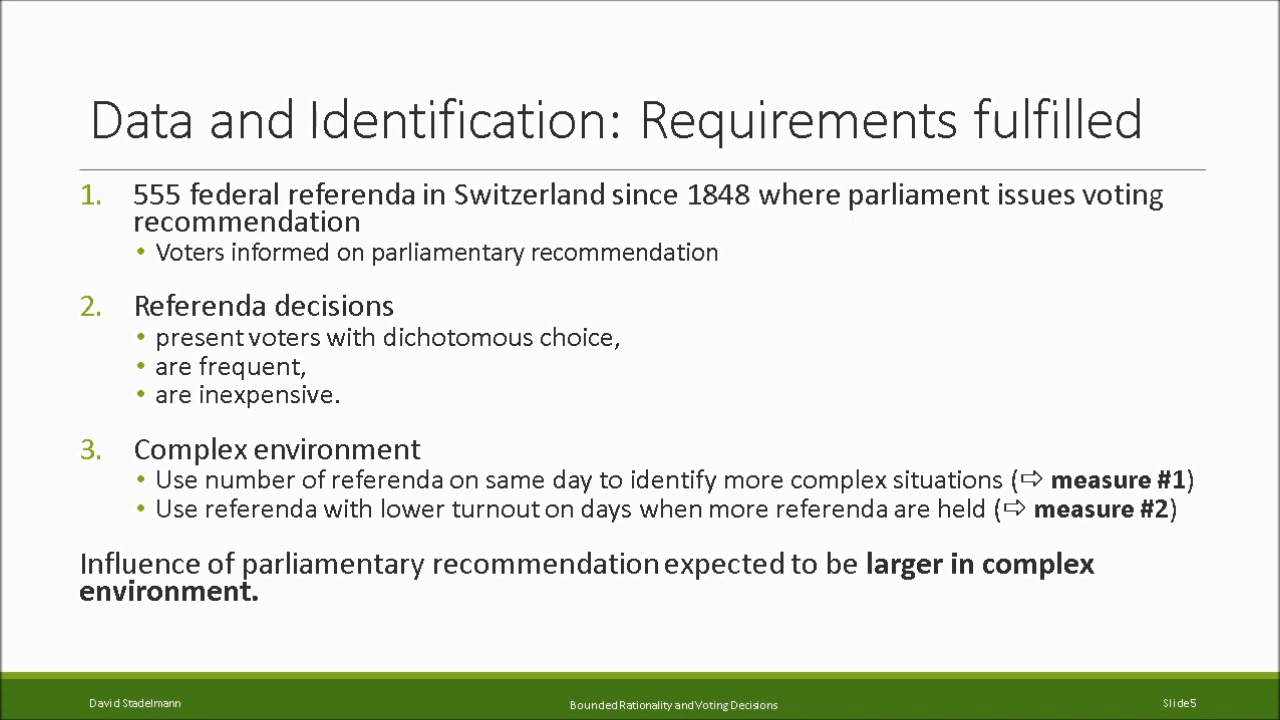 Data and Identification: Requirements fulfilled
1. 555 federal referenda in Switzerland since 1848 where parliament issues voting
recommendation
• Voters informed on parliamentary recommendation
2. Referenda decisions
• present voters with dichotomous choice,
• are frequent,
• are inexpensive.
3. Complex environment
• Use number of referenda on same day to identify more complex situations (⇨ measure #1)
• Use referenda with lower turnout on days when more referenda are held (⇨ measure #2)
Influence of parliamentary recommendation expected to be larger in complex
environment.
David Stadelmann
Bounded Rationality and Voting Decisions
Slide 5